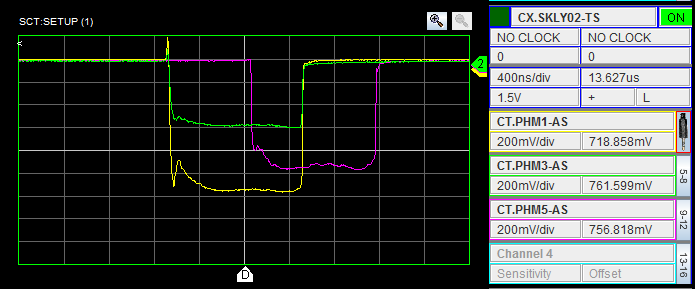 SCT:SETUP (1)
CX.SKLY02-TS
ON
NO CLOCK
NO CLOCK
0
0
400ns/div
13.627us
1.5V
+
L
2
CT.PHM1-AS
200mV/div
718.858mV
CT.PHM3-AS
200mV/div
761.599mV
5-8
CT.PHM5-AS
200mV/div
756.818mV
9-12
Channel 4
Sensitivity
Offset
13-16
D